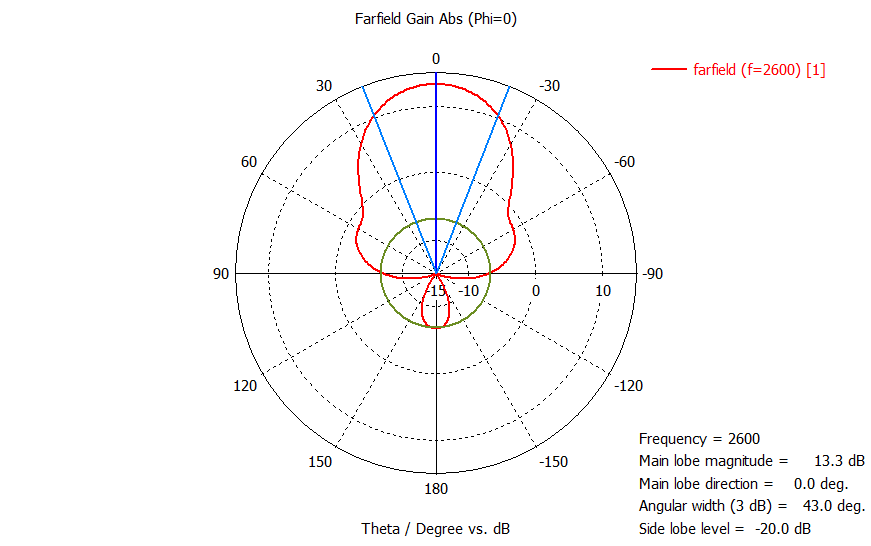 Farfield Gain Abs (Phi=0)
farfield (f=2600) [1]
0
30
-30
60
-60
90
-90
-15
-10
0
10
120
-120
150
-150
180
Theta / Degree vs. dB
Frequency = 2600
Main lobe magnitude = 13.3 dB
Main lobe direction = 0.0 deg.
Angular width (3 dB) = 43.0 deg.
Side lobe level = -20.0 dB